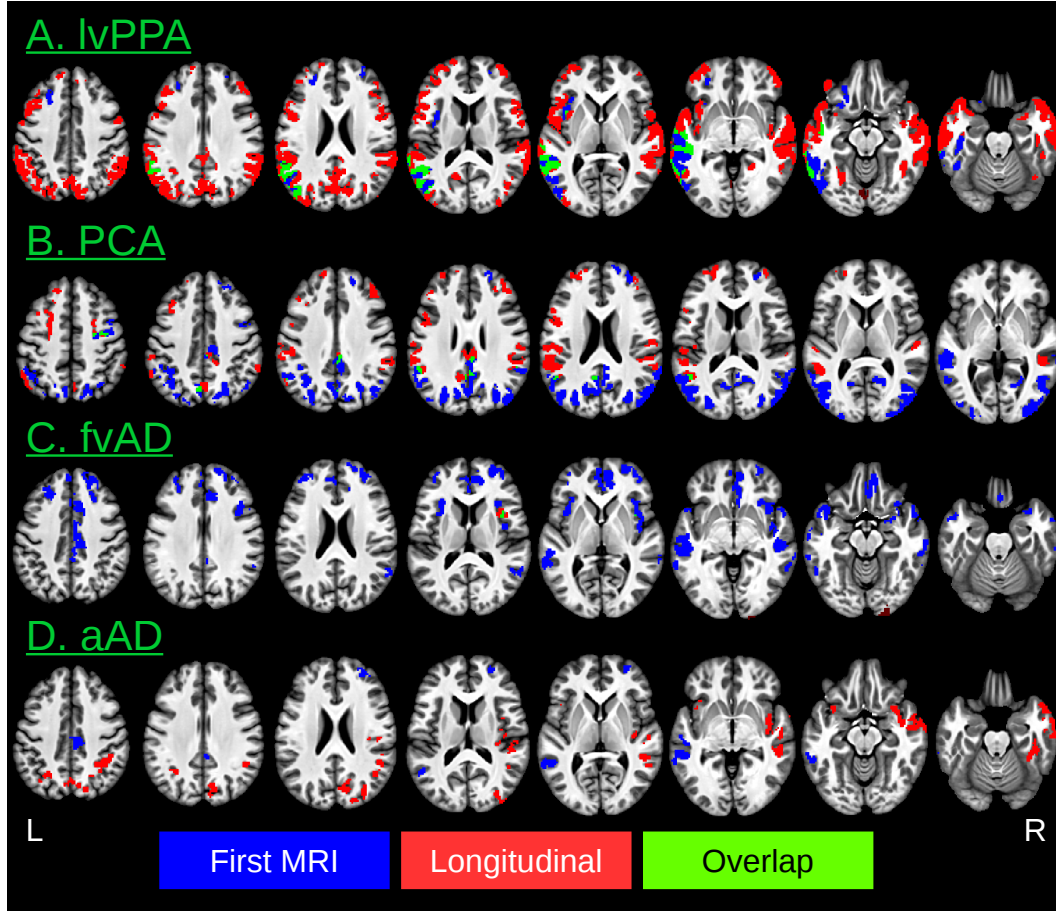 A. lvPPA
B. PCA
C. fvAD
D. aAD
L R
First MRI Longitudinal Overlap